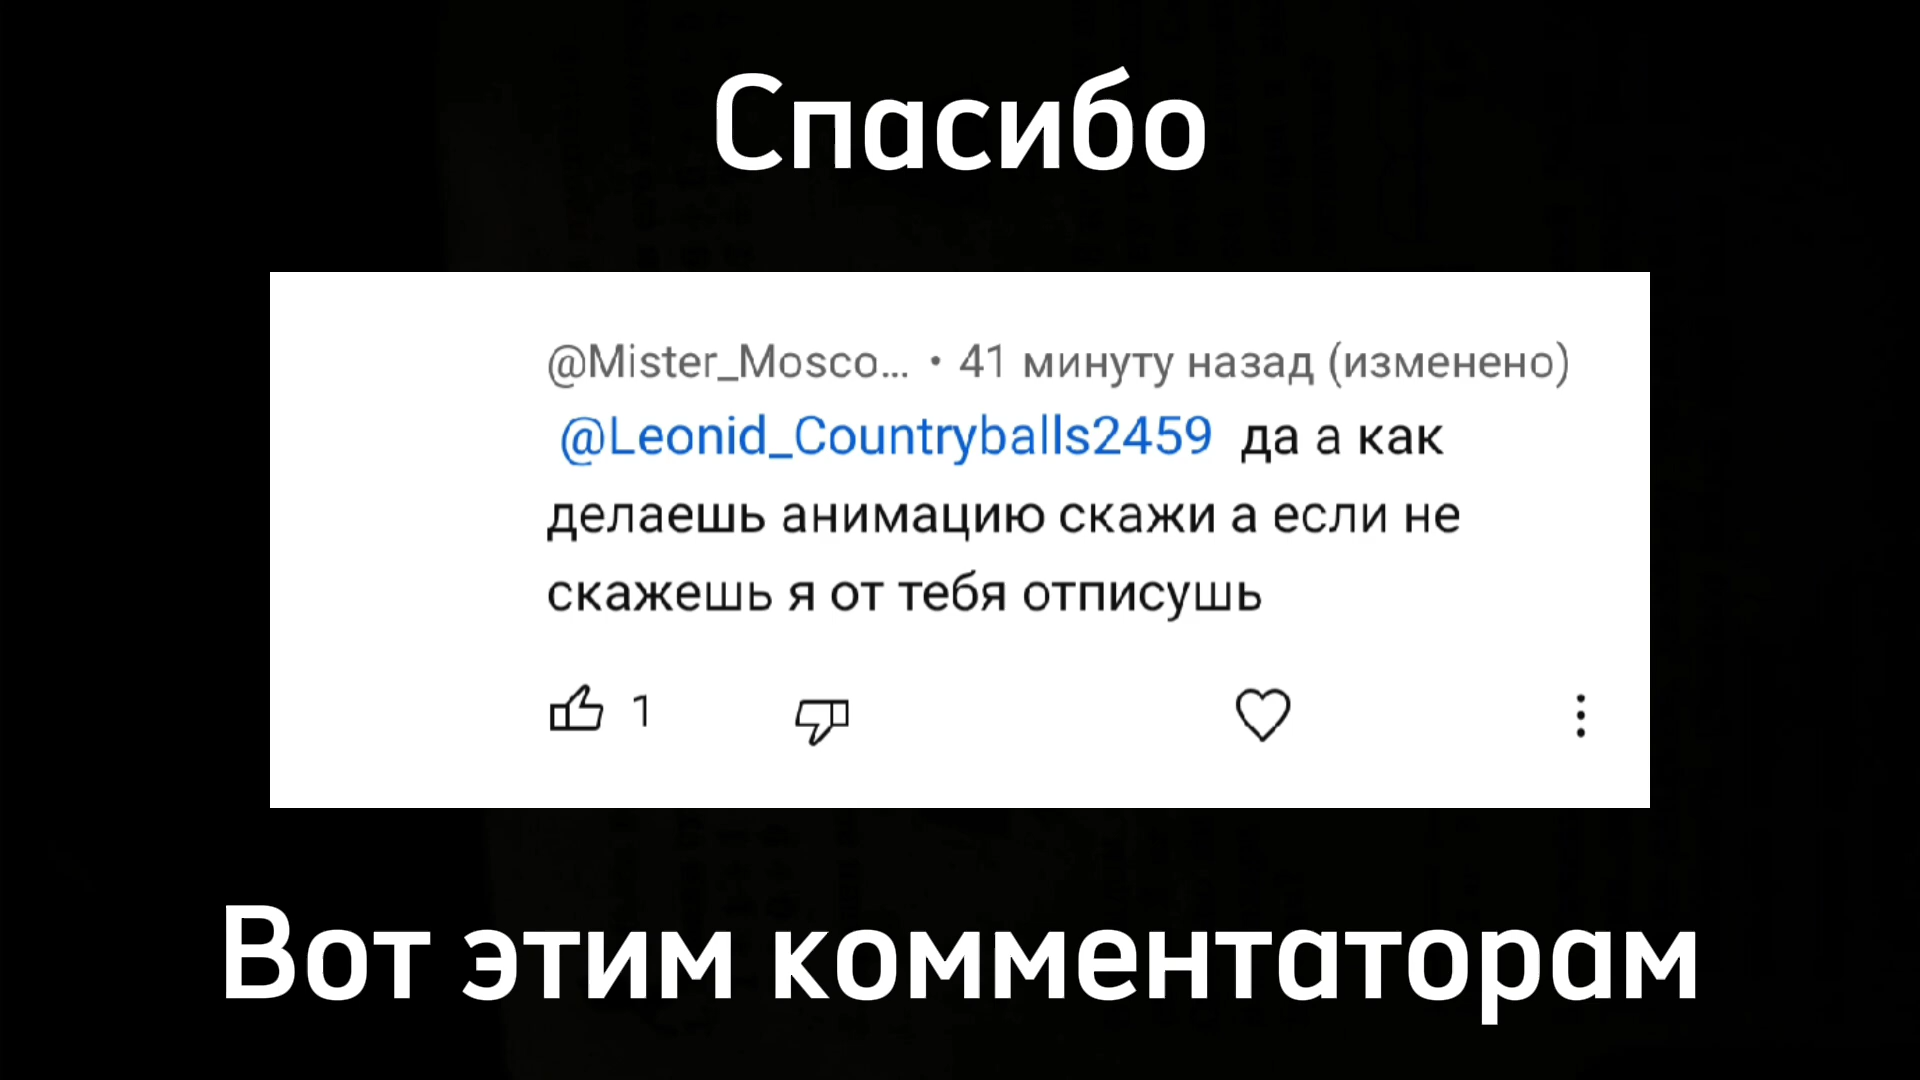 Спасибо
@Mister_Mosco... • 41 минуту назад (изменено)
@Leonid_Countryballs2459 да а как
делаешь анимацию скажи а если не
скажешь я от тебя отписушь
1
Вот этим комментаторам